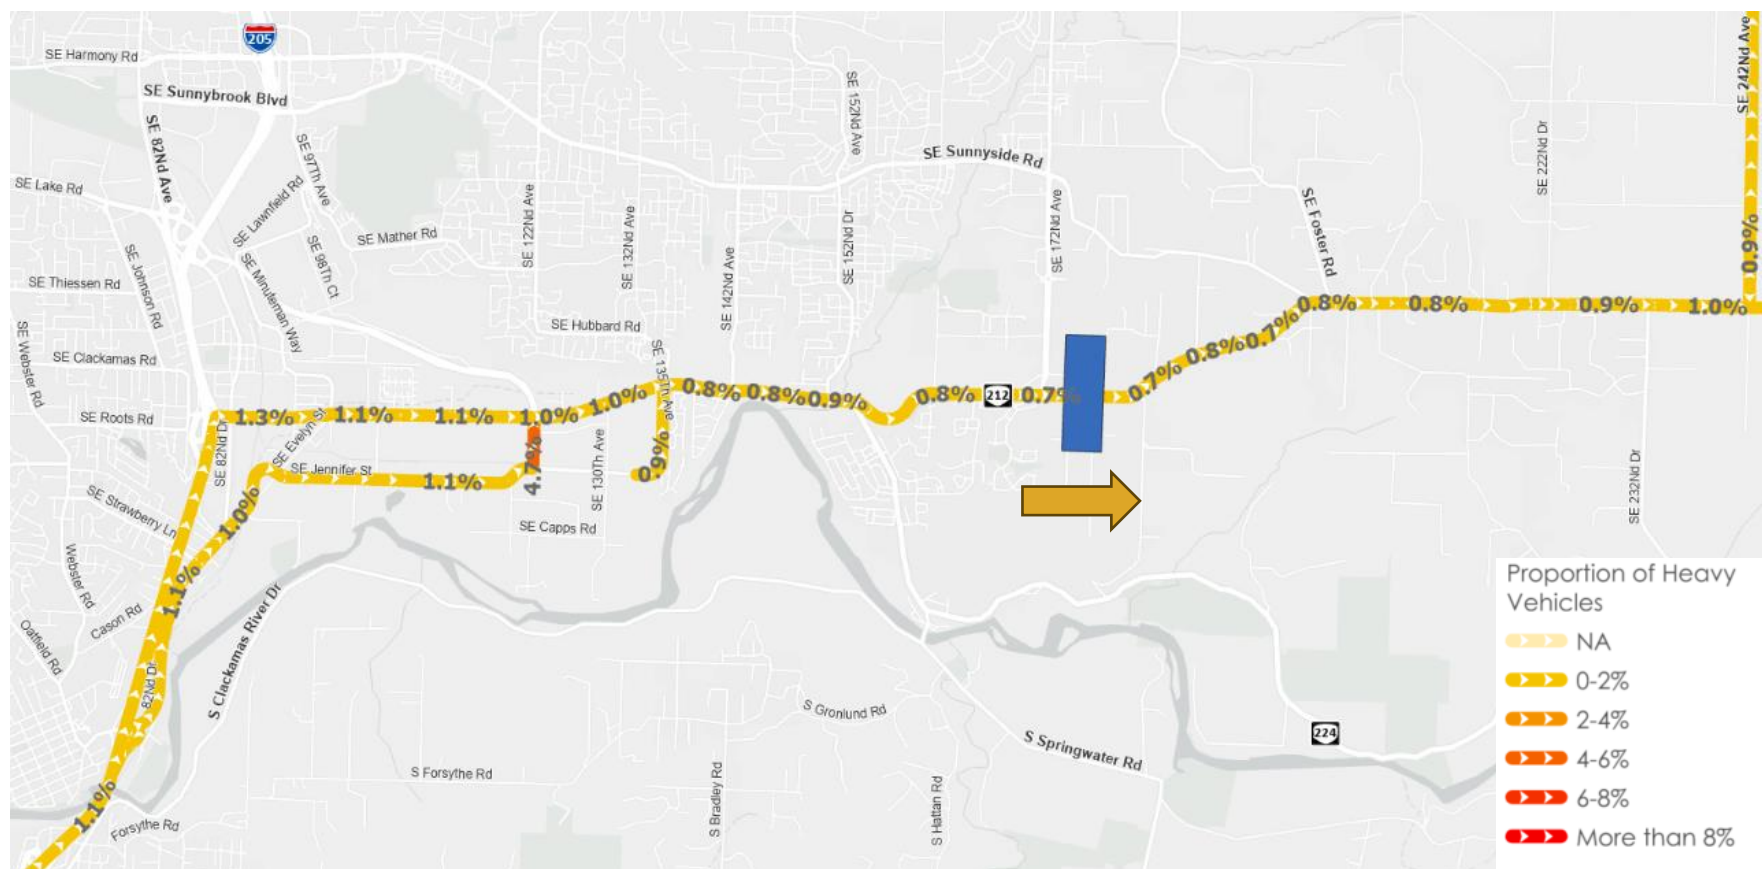 205
SE Harmony Rd
SE Sunnybrook Blvd
SE 82Nd Ave
SE 97Th Ave
SE 152Nd Ave
SE Sunnyside Rd
SE 222Nd Dr
SE 242Nd Ave
SE Lake Rd
SE Lawnfield Rd
SE Mather Rd
SE 98Th Ct
SE 122Nd Ave
SE 132Nd Ave
SE 142Nd Ave
SE 152Nd Dr
SE 172Nd Ave
SE Foster Rd
0.9%
SE Thiessen Rd
SE Johnson Rd
SE Minuteman Way
SE Hubbard Rd
SE Webster Rd
SE Clackamas Rd
SE 135Th Ave
SE Roots Rd
SE 82Nd Dr
1.3%
SE Evelyn St
1.1%
1.1%
1.0%
1.0%
0.8%
0.8%
0.9%
0.8%
212
0.7%
0.7%
0.8%
0.7%
0.8%
0.8%
0.9%
1.0%
SE Jennifer St
1.1%
4.7%
SE 130Th Ave
0.9%
SE 232Nd Dr
SE Strawberry Ln
1.0%
SE Capps Rd
Webster Rd
1.1%
Cason Rd
Oatfield Rd
82Nd Dr
S Clackamas River Dr
S Gronlund Rd
S Springwater Rd
224
S Forsythe Rd
S Bradley Rd
S Hattan Rd
1.1%
Forsythe Rd
Proportion of Heavy
Vehicles
NA
0-2%
2-4%
4-6%
6-8%
More than 8%